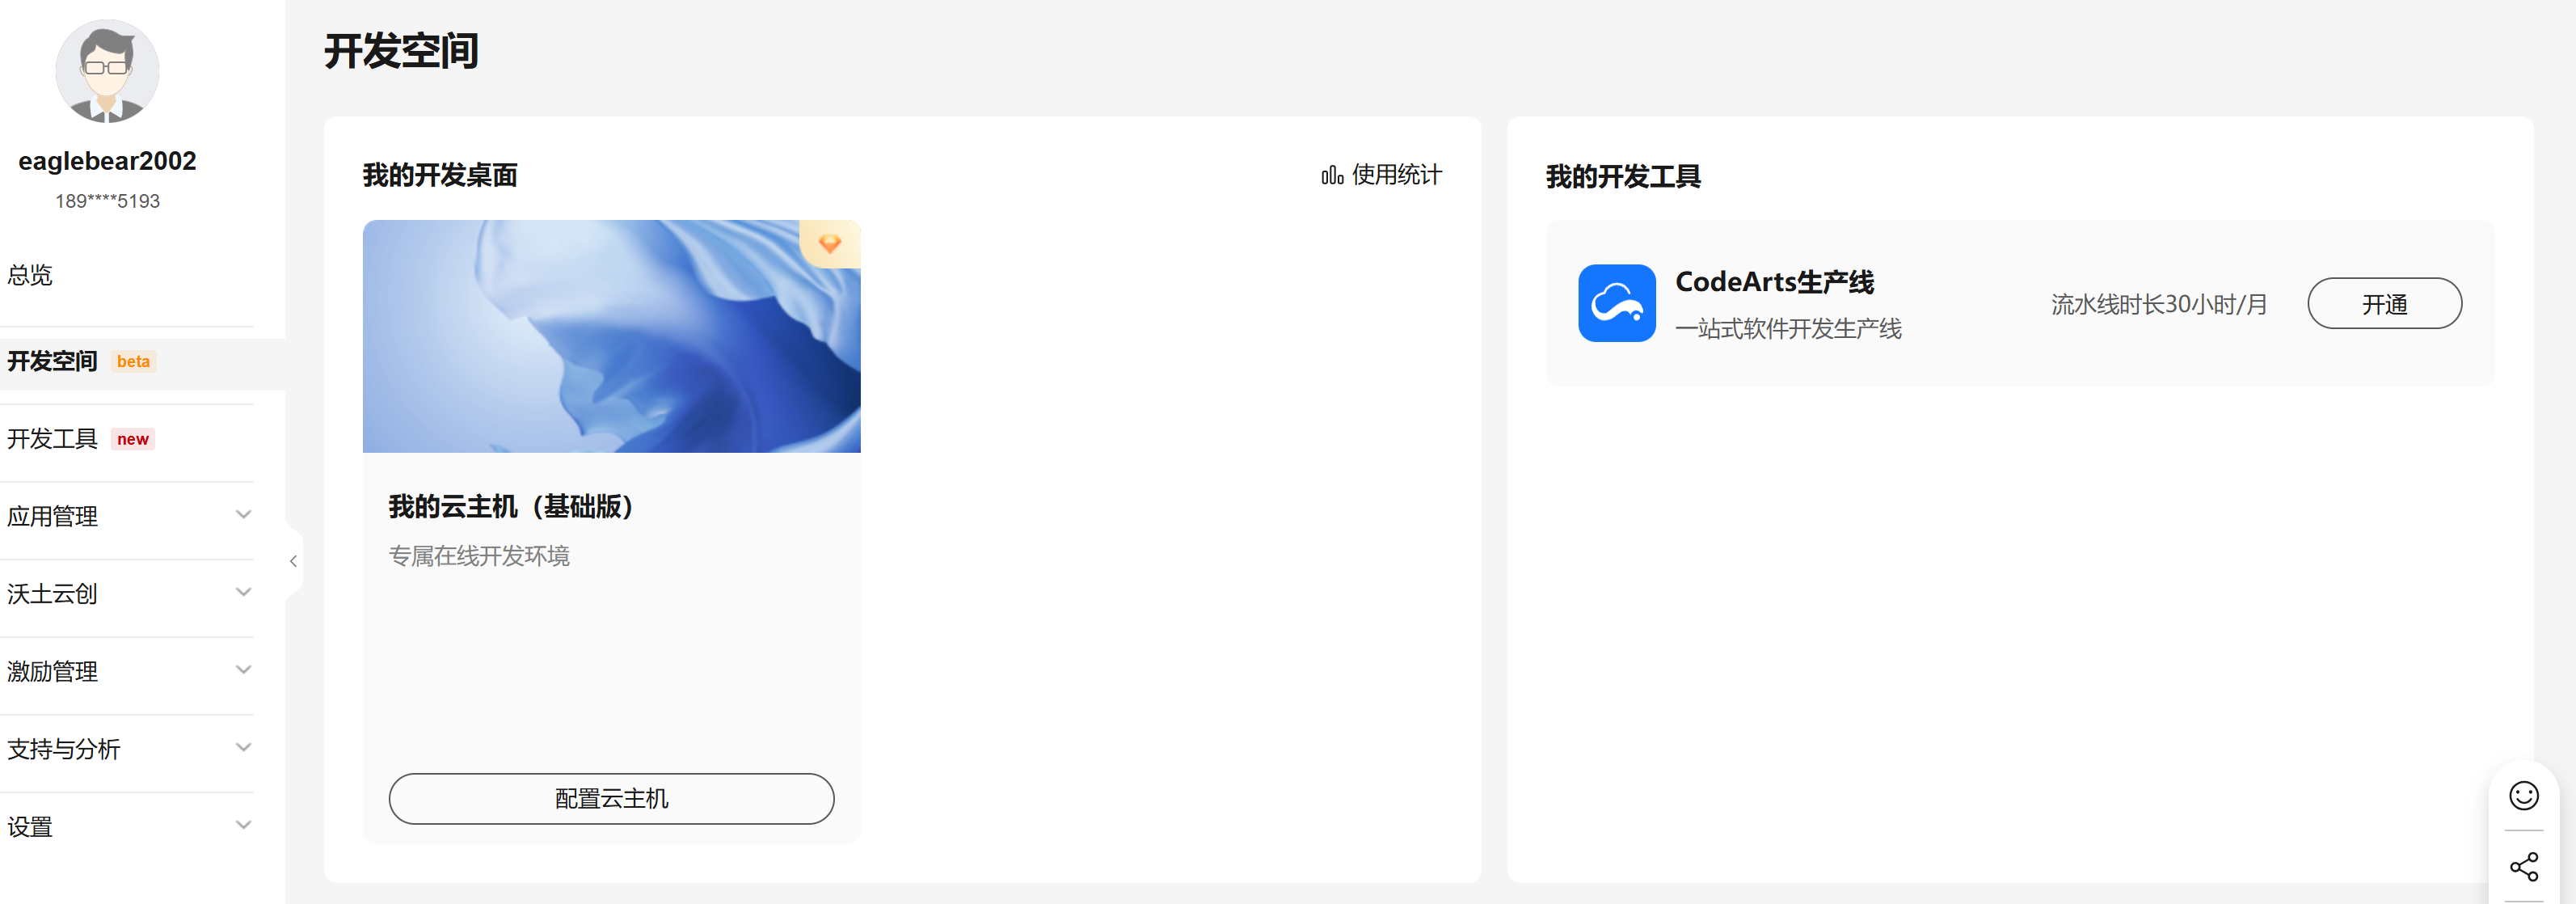 eaglebear2002
189****5193
总览
开发空间 beta
开发工具 new
应用管理
沃土云创
激励管理
支持与分析
设置
开发空间
我的开发桌面
使用统计
我的云主机（基础版）
专属在线开发环境
配置云主机
我的开发工具
CodeArts生产线
一站式软件开发生产线
流水线时长30小时/月
开通